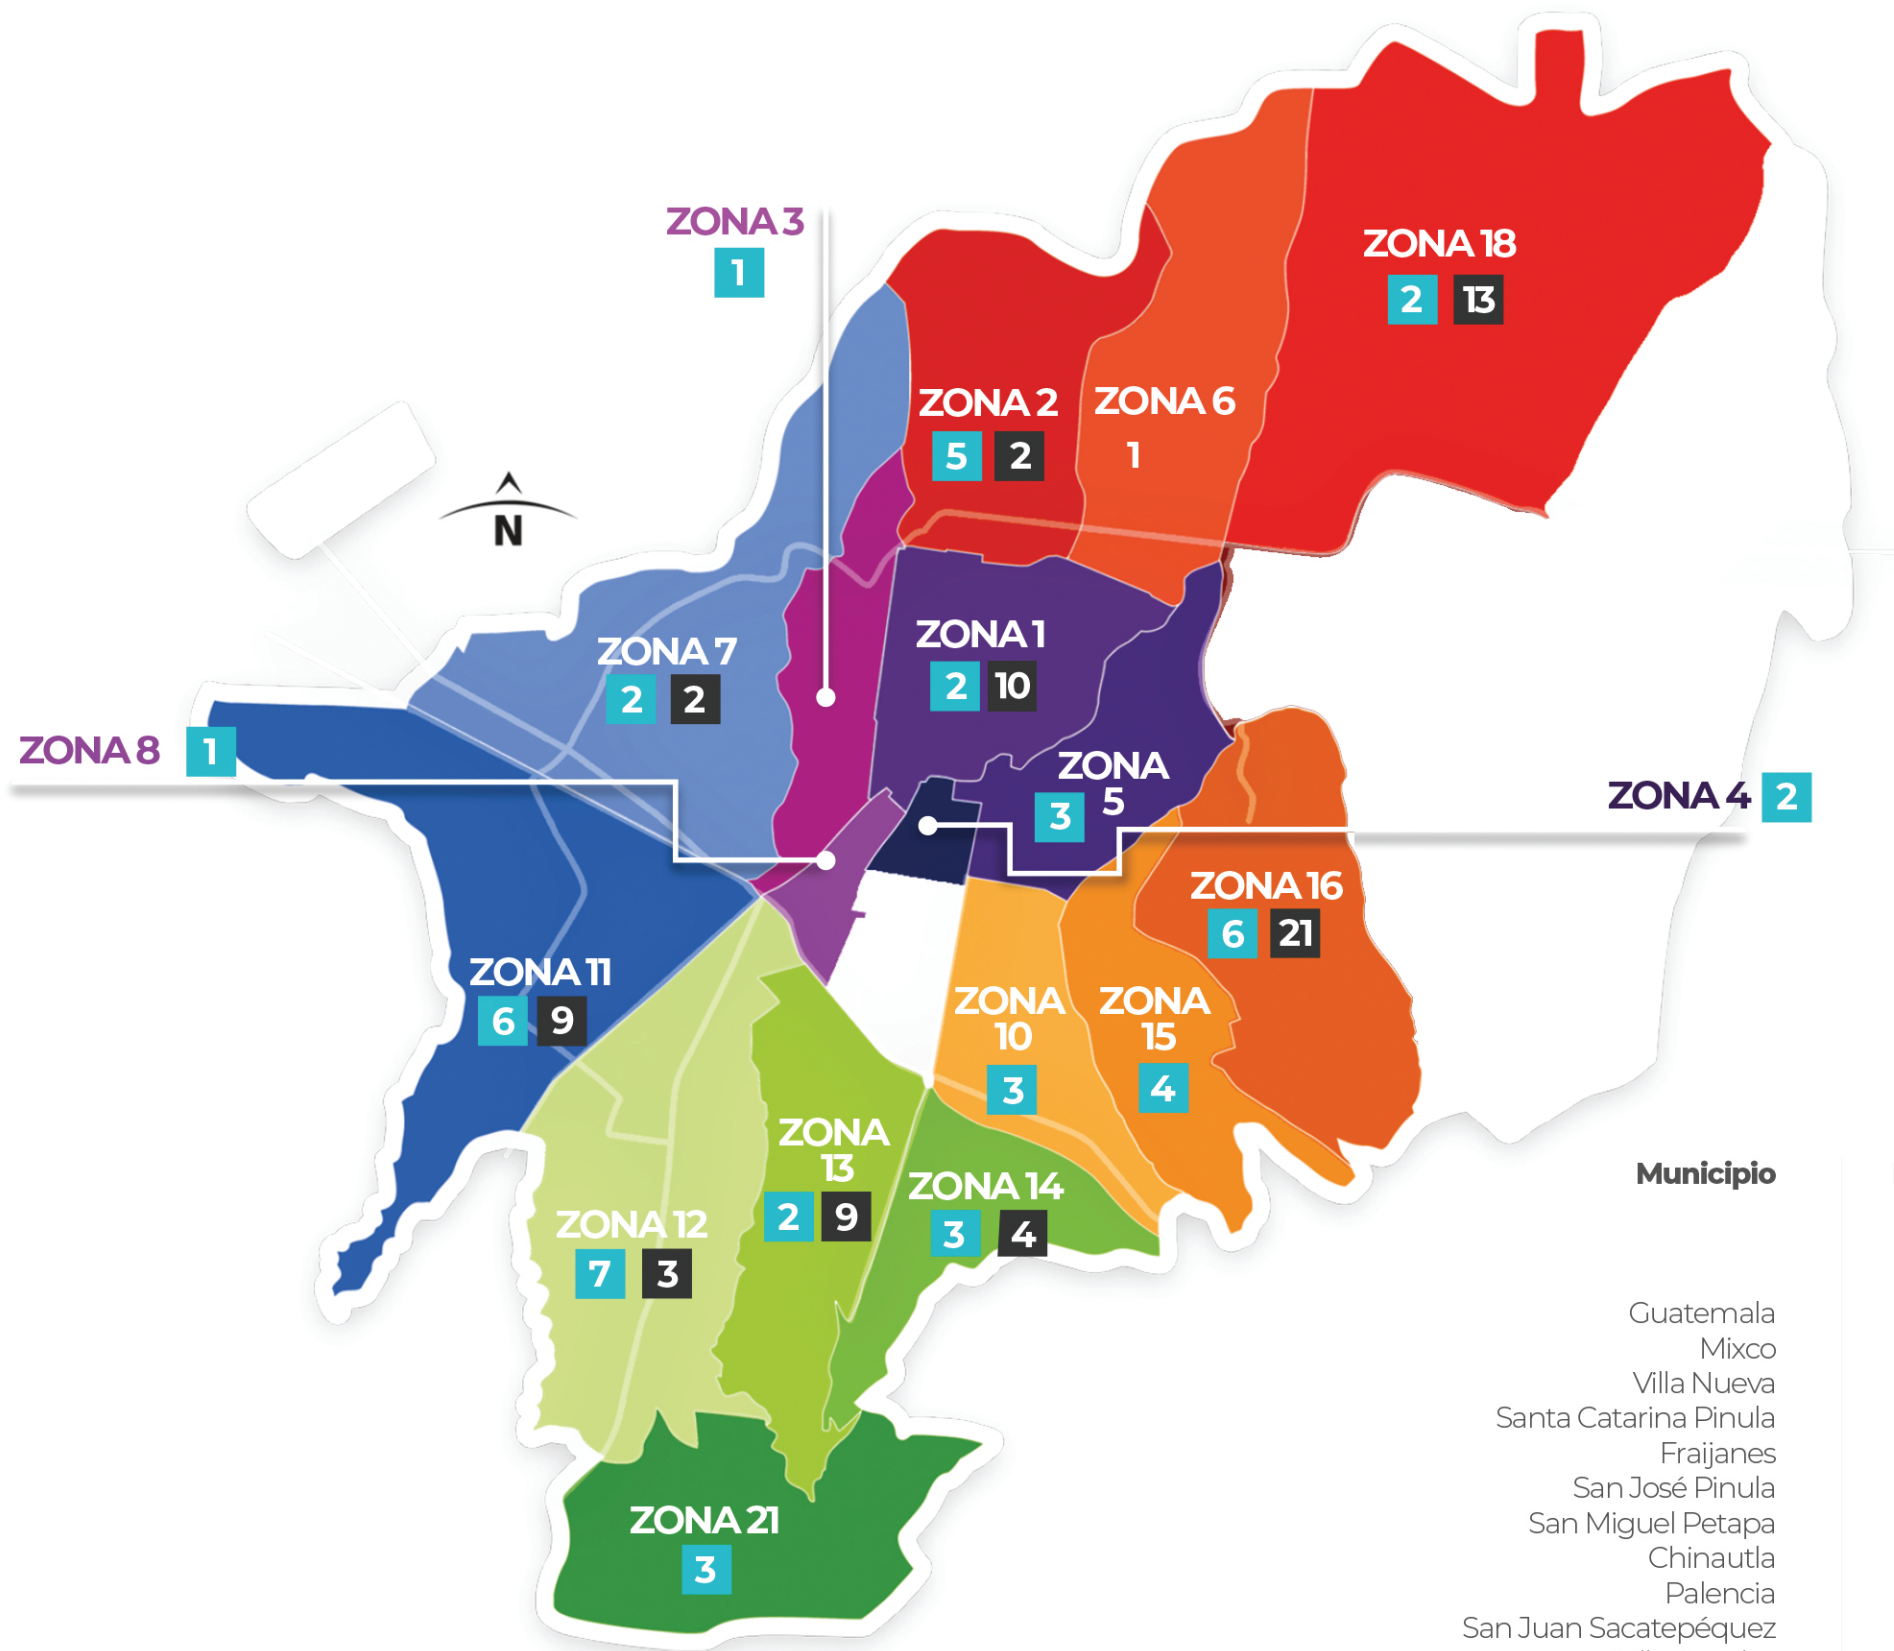 ZONA 3
1
ZONA 18
2 13
ZONA 2
5 2
ZONA 6
1
N
ZONA 7
2 2
ZONA 1
2 10
ZONA 8 1
ZONA
5
3
ZONA 4 2
ZONA 16
6 21
ZONA 11
6 9
ZONA
10
3
ZONA
15
4
ZONA
13
2 9
ZONA 14
3 4
ZONA 12
7 3
ZONA 21
3
Municipio
Guatemala
Mixco
Villa Nueva
Santa Catarina Pinula
Fraijanes
San José Pinula
San Miguel Petapa
Chinautla
Palencia
San Juan Sacatepéquez